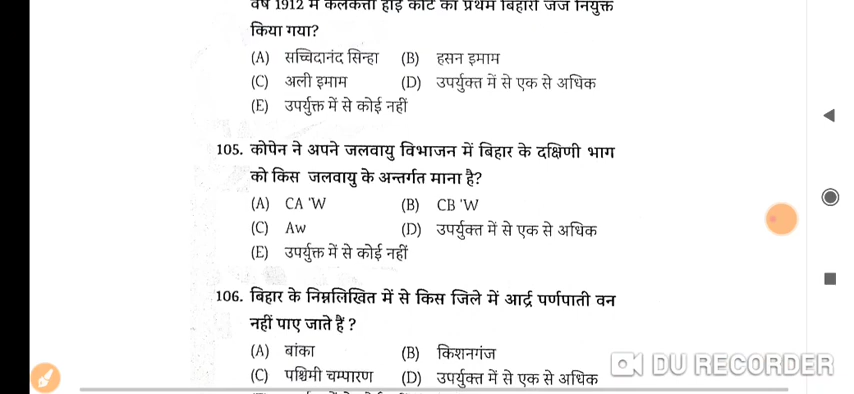 वर्ष 1912 में कलकत्ता हाई कोर्ट का प्रथम बिहारी जज नियुक्त
किया गया?
(A) सच्चिदानंद सिन्हा (B) हसन इमाम
(C) अली इमाम (D) उपर्युक्त में से एक से अधिक
(E) उपर्युक्त में से कोई नहीं
105. कोपेन ने अपने जलवायु विभाजन में बिहार के दक्षिणी भाग
को किस जलवायु के अन्तर्गत माना है?
(A) CA 'W (B) CB 'W
(C) Aw (D) उपर्युक्त में से एक से अधिक
(E) उपर्युक्त में से कोई नहीं
106. बिहार के निम्नलिखित में से किस जिले में आर्द्र पर्णपाती वन
नहीं पाए जाते हैं ?
(A) बांका (B) किशनगंज
(C) पश्चिमी चम्पारण (D) उपर्युक्त में से एक से अधिक
DU RECORDER